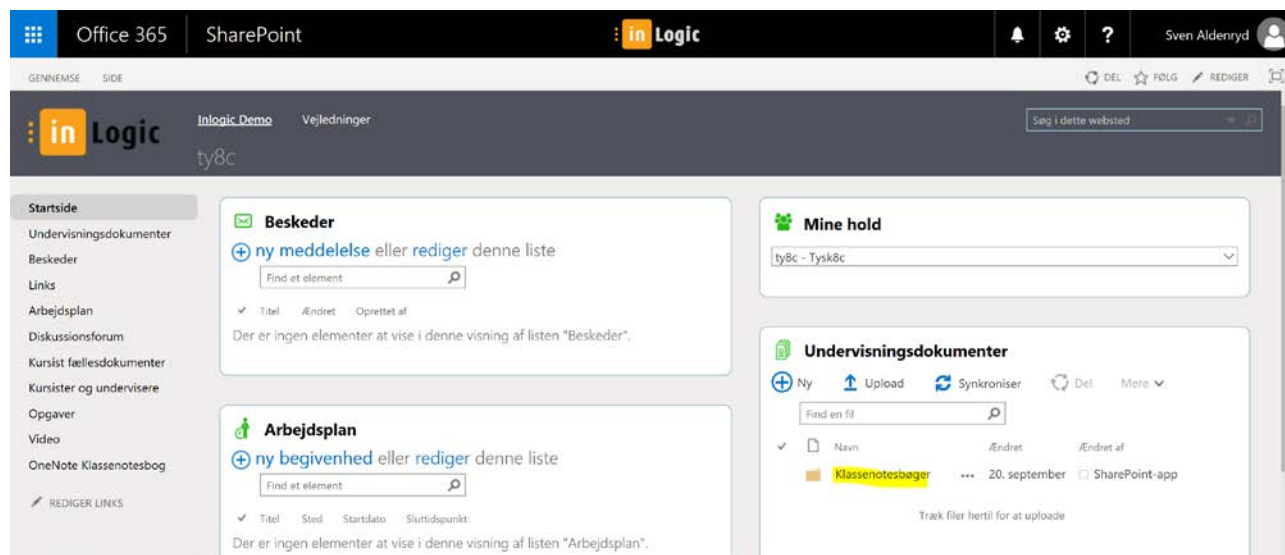 Office 365 SharePoint in Logic ? Sven Aldenryd
GENNEMSE SIDE DEL FØLG REDIGER
in Logic Inlogic Demo Vejledninger Søg i dette websted
ty8c
Startside
Undervisningsdokumenter
Beskeder
Links
Arbejdsplan
Diskussionsforum
Kursist fællesdokumenter
Kursister og undervisere
Opgaver
Video
OneNote Klassenotesbog
REDIGER LINKS
Beskeder
ny meddelelse eller rediger denne liste
Find et element
Titel Ændret Oprettet af
Der er ingen elementer at vise i denne visning af listen "Beskeder".
Arbejdsplan
ny begivenhed eller rediger denne liste
Find et element
Titel Sted Startdato Sluttidspunkt
Der er ingen elementer at vise i denne visning af listen "Arbejdsplan".
Mine hold
ty8c - Tysk8c
Undervisningsdokumenter
Ny Upload Synkroniser Del Mere
Find en fil
Navn Ændret Ændret af
Klassenotesbøger ... 20. september SharePoint-app
Træk filer hertil for at uploade